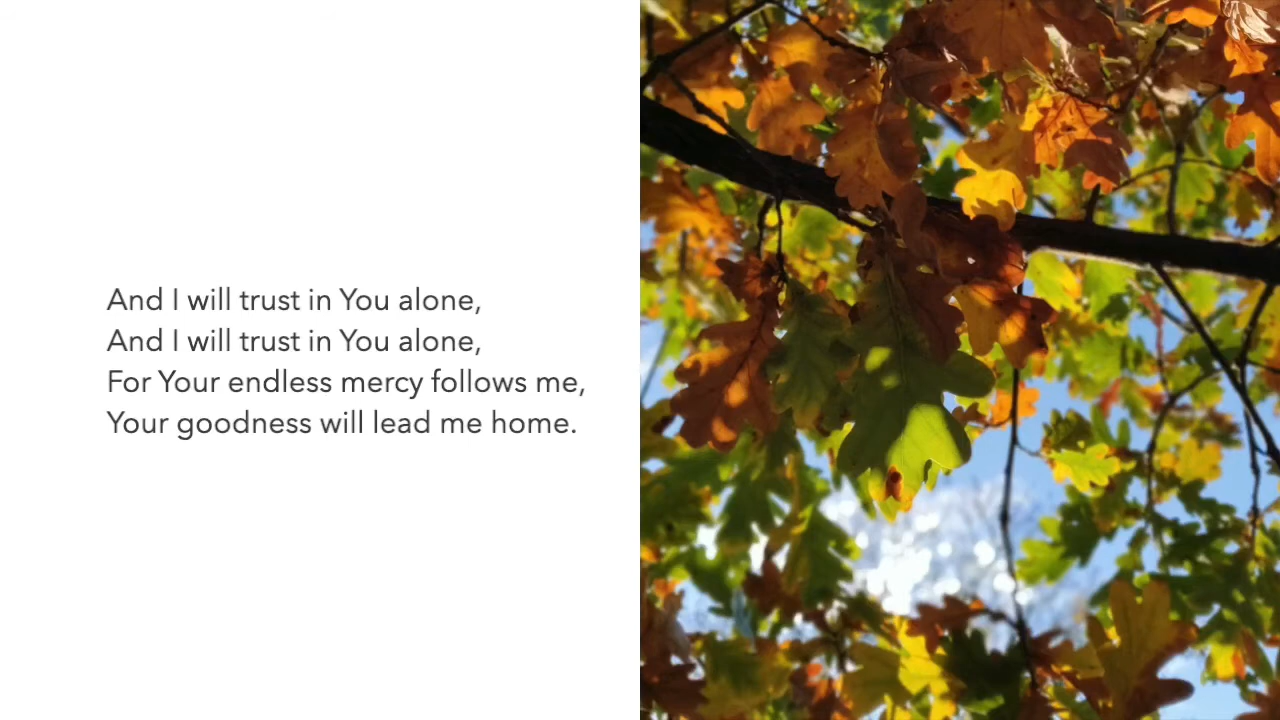 And I will trust in You alone,
And I will trust in You alone,
For Your endless mercy follows me,
Your goodness will lead me home.